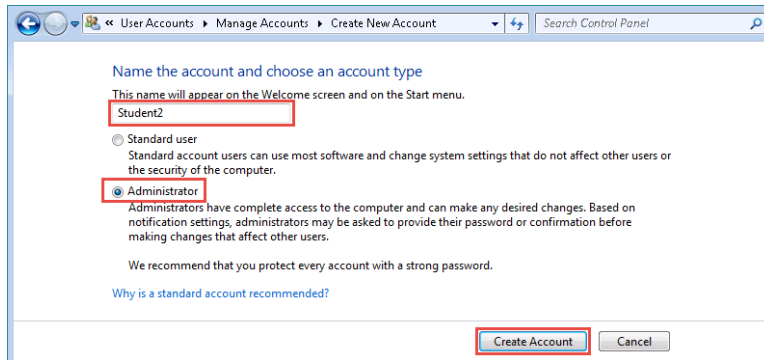 « User Accounts ▸ Manage Accounts ▸ Create New Account Search Control Panel
Name the account and choose an account type
This name will appear on the Welcome screen and on the Start menu.
Student2
Standard user
Standard account users can use most software and change system settings that do not affect other users or
the security of the computer.
Administrator
Administrators have complete access to the computer and can make any desired changes. Based on
notification settings, administrators may be asked to provide their password or confirmation before
making changes that affect other users.
We recommend that you protect every account with a strong password.
Why is a standard account recommended?
Create Account Cancel